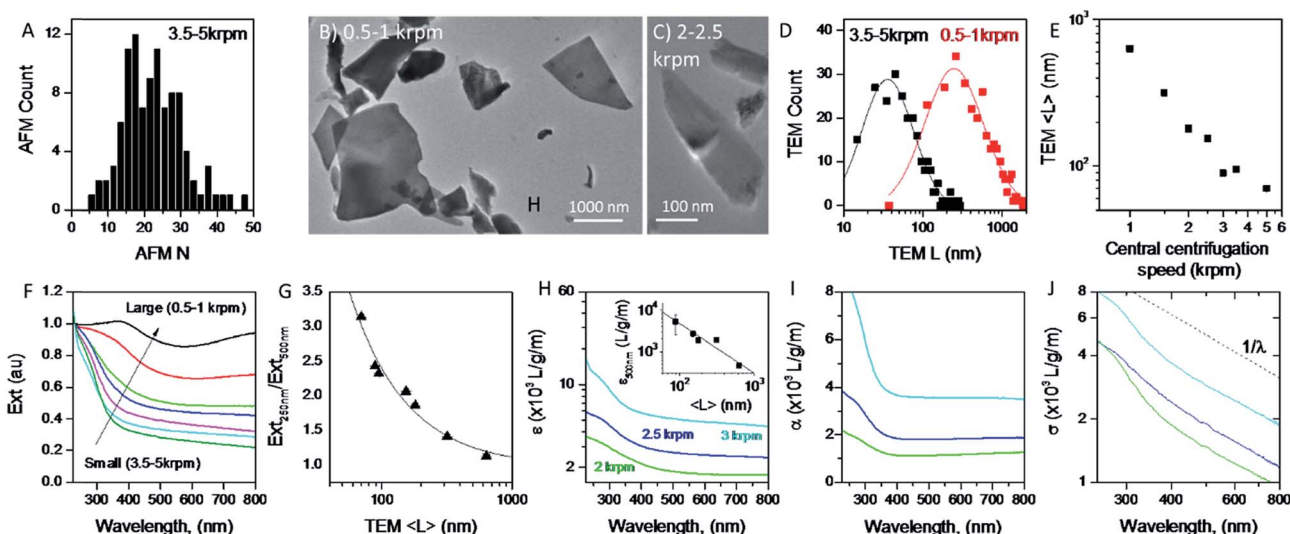 A
3.5-5krpm
12
8
4
0
AFM Count
0 10 20 30 40 50
AFM N
B) 0.5-1 krpm
H
1000 nm
C) 2-2.5
krpm
100 nm
D
3.5-5krpm 0.5-1krpm
40
30
20
10
0
TEM Count
10 100 1000
TEM L (nm)
E
10³
10²
TEM <L> (nm)
1 2 3 4 5 6
Central centrifugation
speed (krpm)
F
Large (0.5-1 krpm)
Small (3.5-5krpm)
1.2
1.0
0.8
0.6
0.4
0.2
0.0
Ext (au)
300 400 500 600 700 800
Wavelength, (nm)
G
3.5
3.0
2.5
2.0
1.5
1.0
Ext250nm/Ext500nm
100 1000
TEM <L> (nm)
H
60
10
2
ε (x10³ L/g/m)
10⁴
10³
ε500nm (L/g/m)
10² 10³
<L> (nm)
2.5 krpm
3 krpm
2 krpm
300 400 500 600 700 800
Wavelength, (nm)
I
8
6
4
2
0
α (x10³ L/g/m)
300 400 500 600 700 800
Wavelength, (nm)
J
1/λ
8
6
4
2
1
σ (x10³ L/g/m)
300 400 500 600 800
Wavelength, (nm)